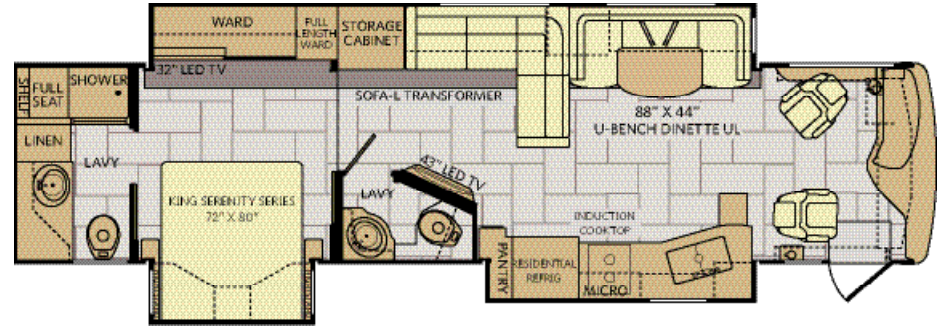 WARD
FULL
LENGTH
WARD
STORAGE
CABINET
32" LED TV
SHELF
FULL
SEAT
SHOWER
SOFA-L TRANSFORMER
88" X 44"
U-BENCH DINETTE UL
LINEN
LAVY
43" LED TV
LAVY
KING SERENITY SERIES
72" X 80"
INDUCTION
COOKTOP
PANTRY
RESIDENTIAL
REFRIG
MICRO